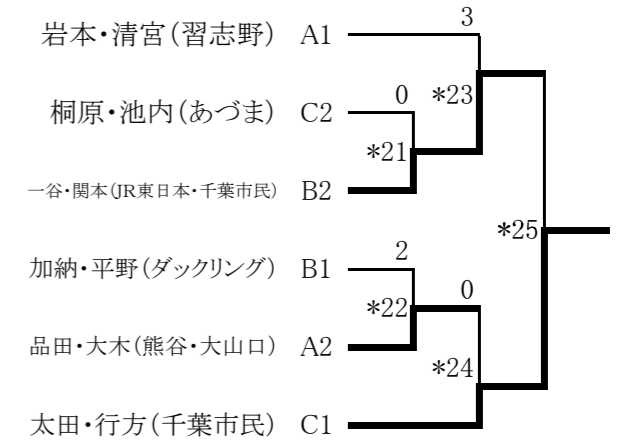 3
岩本・清宮(習志野) A1
0 *23
桐原・池内(あづま) C2
*21
一谷・関本(JR東日本・千葉市民) B2
*25
2
加納・平野(ダックリング) B1
0
*22
品田・大木(熊谷・大山口) A2
*24
太田・行方(千葉市民) C1